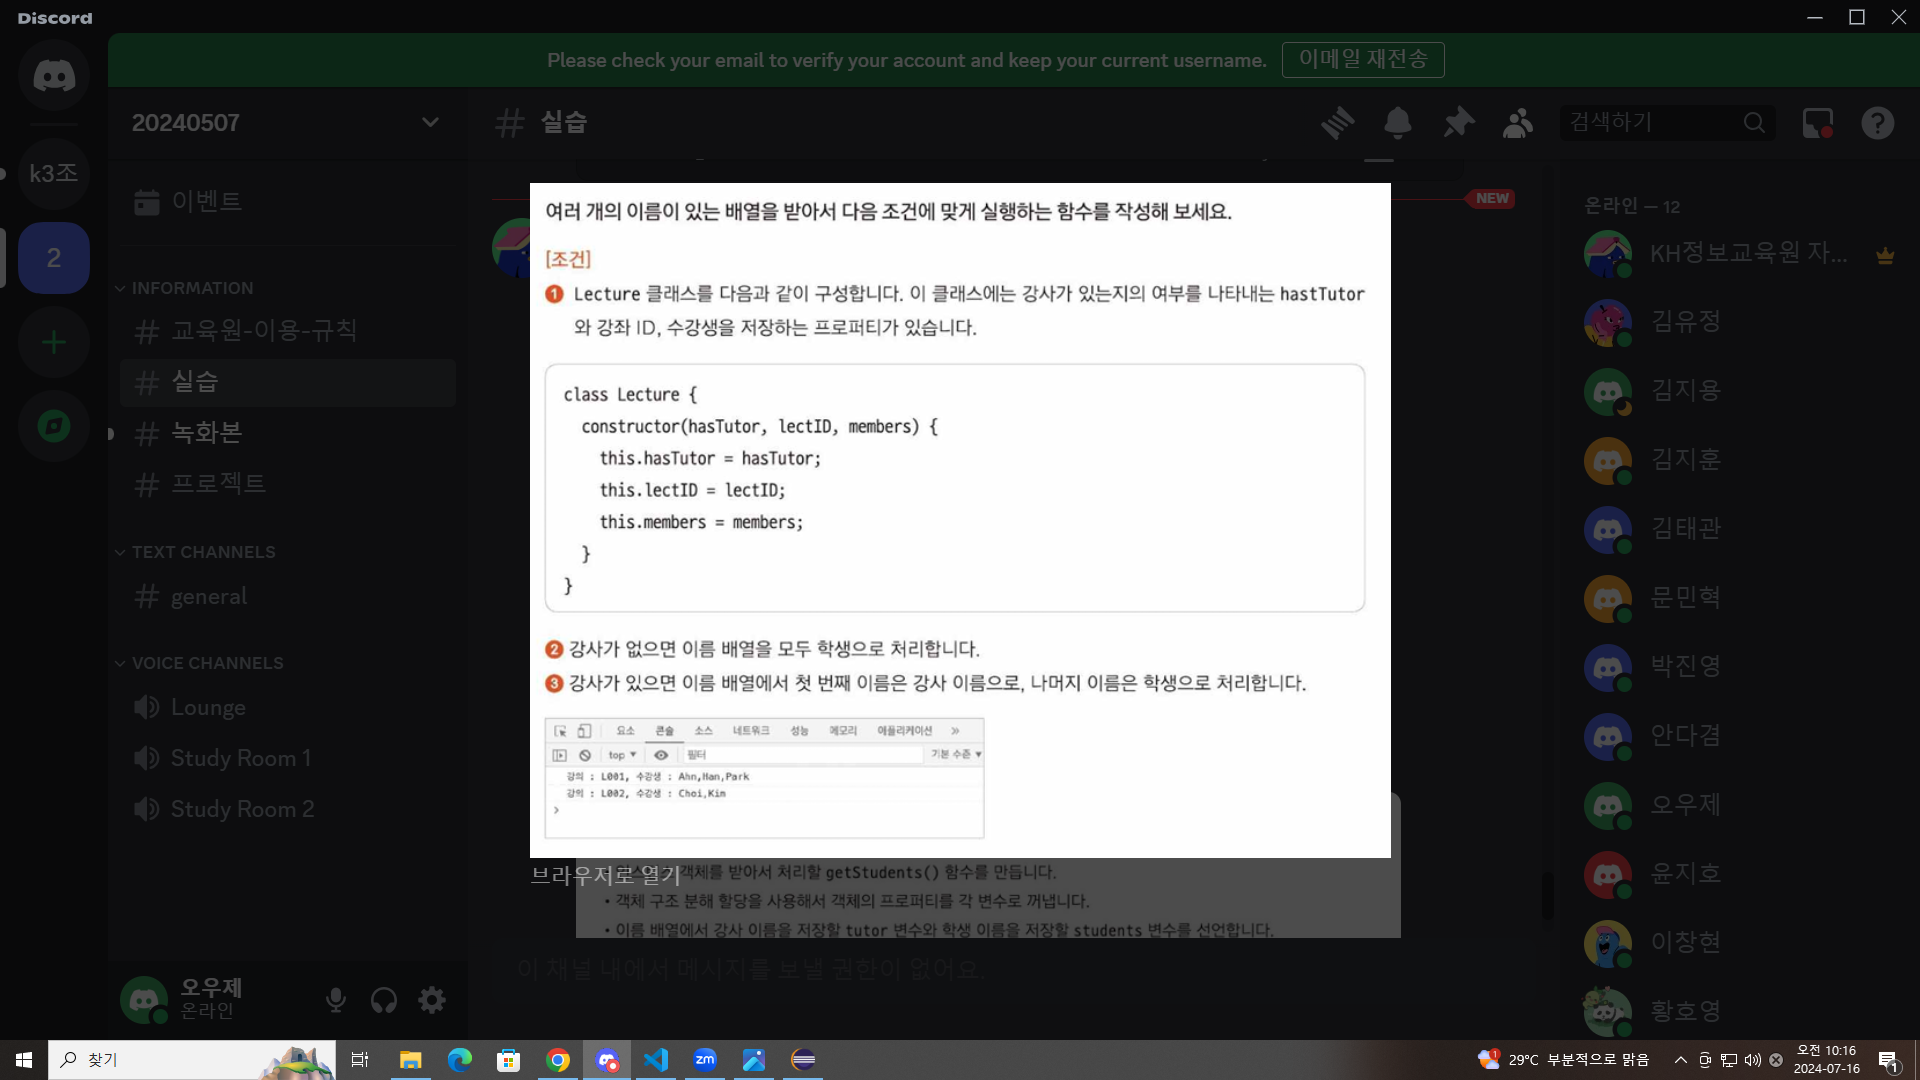 Discord
Please check your email to verify your account and keep your current username.
이메일 재전송
20240507
실습
검색하기
k3조
이벤트
2
INFORMATION
교육원-이용-규칙
실습
녹화본
프로젝트
TEXT CHANNELS
general
VOICE CHANNELS
Lounge
Study Room 1
Study Room 2
오우제
온라인
NEW
여러 개의 이름이 있는 배열을 받아서 다음 조건에 맞게 실행하는 함수를 작성해 보세요.
[조건]
1 Lecture 클래스를 다음과 같이 구성합니다. 이 클래스에는 강사가 있는지의 여부를 나타내는 hastTutor
와 강좌 ID, 수강생을 저장하는 프로퍼티가 있습니다.
class Lecture {
constructor(hasTutor, lectID, members) {
this.hasTutor = hasTutor;
this.lectID = lectID;
this.members = members;
}
}
2 강사가 없으면 이름 배열을 모두 학생으로 처리합니다.
3 강사가 있으면 이름 배열에서 첫 번째 이름은 강사 이름으로, 나머지 이름은 학생으로 처리합니다.
요소 콘솔 소스 네트워크 성능 메모리 애플리케이션 »
top ▼ 필터 기본 수준 ▼
강의 : L001, 수강생 : Ahn,Han,Park
강의 : L002, 수강생 : Choi,Kim
>
브라우저로 열기
객체를 받아서 처리할 getStudents() 함수를 만듭니다.
• 객체 구조 분해 할당을 사용해서 객체의 프로퍼티를 각 변수로 꺼냅니다.
• 이름 배열에서 강사 이름을 저장할 tutor 변수와 학생 이름을 저장할 students 변수를 선언합니다.
이 채널 내에서 메시지를 보낼 권한이 없어요.
온라인 — 12
KH정보교육원 자...
김유정
김지용
김지훈
김태관
문민혁
박진영
안다겸
오우제
윤지호
이창현
황호영
찾기
zm
29°C 부분적으로 맑음
오전 10:16
2024-07-16
1